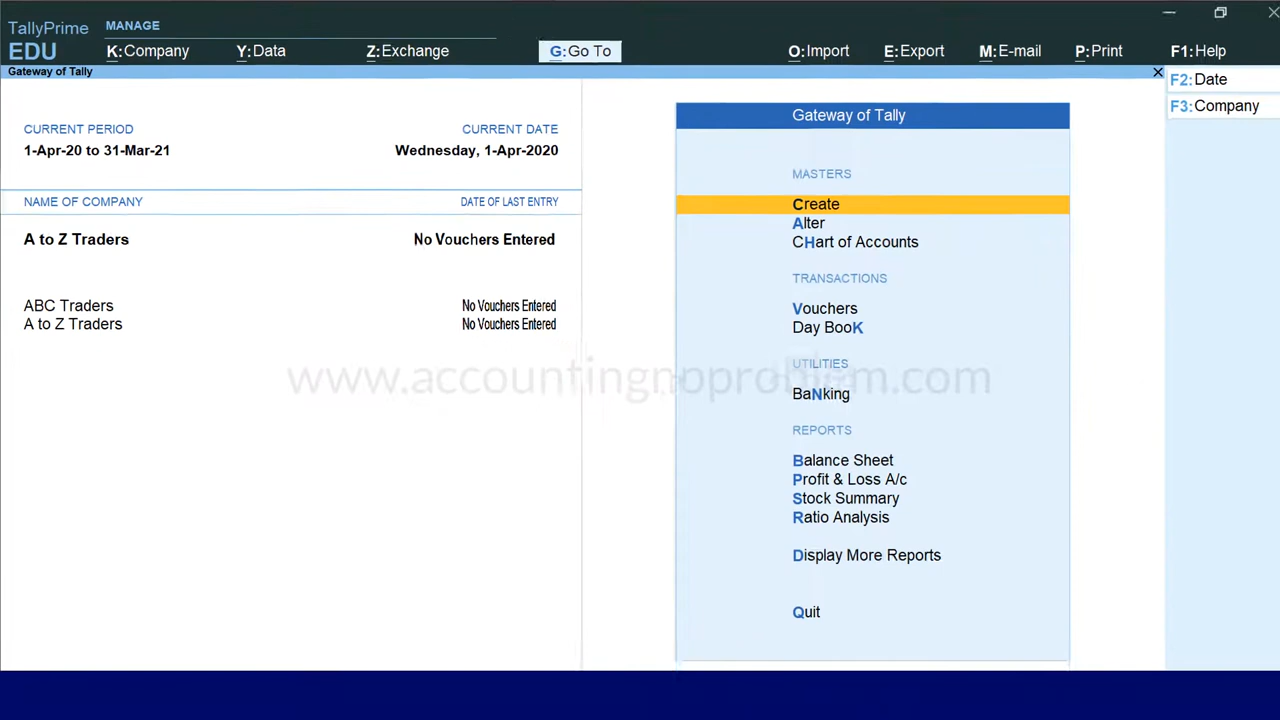 TallyPrime
EDU
MANAGE
K:Company
Y:Data
Z:Exchange
G:Go To
O:Import
E:Export
M:E-mail
P:Print
F1:Help
Gateway of Tally
F2:Date
F3:Company
CURRENT PERIOD
CURRENT DATE
1-Apr-20 to 31-Mar-21
Wednesday, 1-Apr-2020
NAME OF COMPANY
DATE OF LAST ENTRY
A to Z Traders
No Vouchers Entered
ABC Traders
No Vouchers Entered
A to Z Traders
No Vouchers Entered
Gateway of Tally
MASTERS
Create
Alter
CHart of Accounts
TRANSACTIONS
Vouchers
Day BooK
UTILITIES
BaNking
REPORTS
Balance Sheet
Profit & Loss A/c
Stock Summary
Ratio Analysis
Display More Reports
Quit
www.accountingnoproblem.com